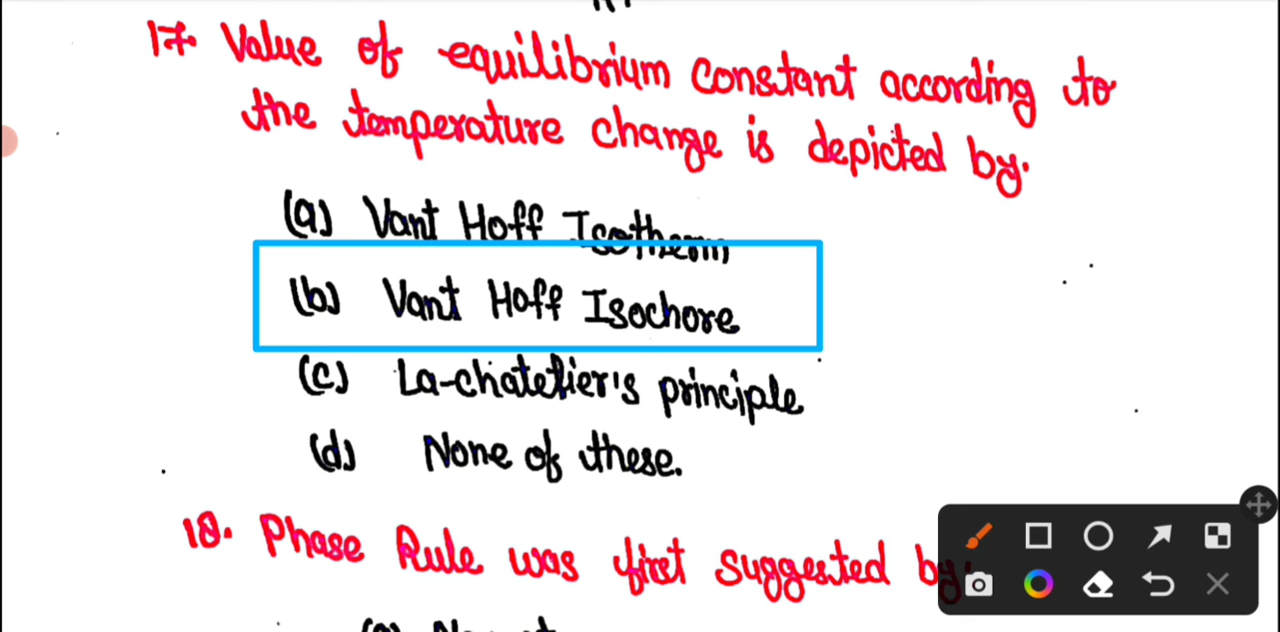 17. Value of equilibrium constant according to
the temperature change is depicted by.
(a) Vant Hoff Isotherm
(b) Vant Hoff Isochore
(c) La-chatelier's principle
(d) None of these.
18. Phase Rule was first suggested by.